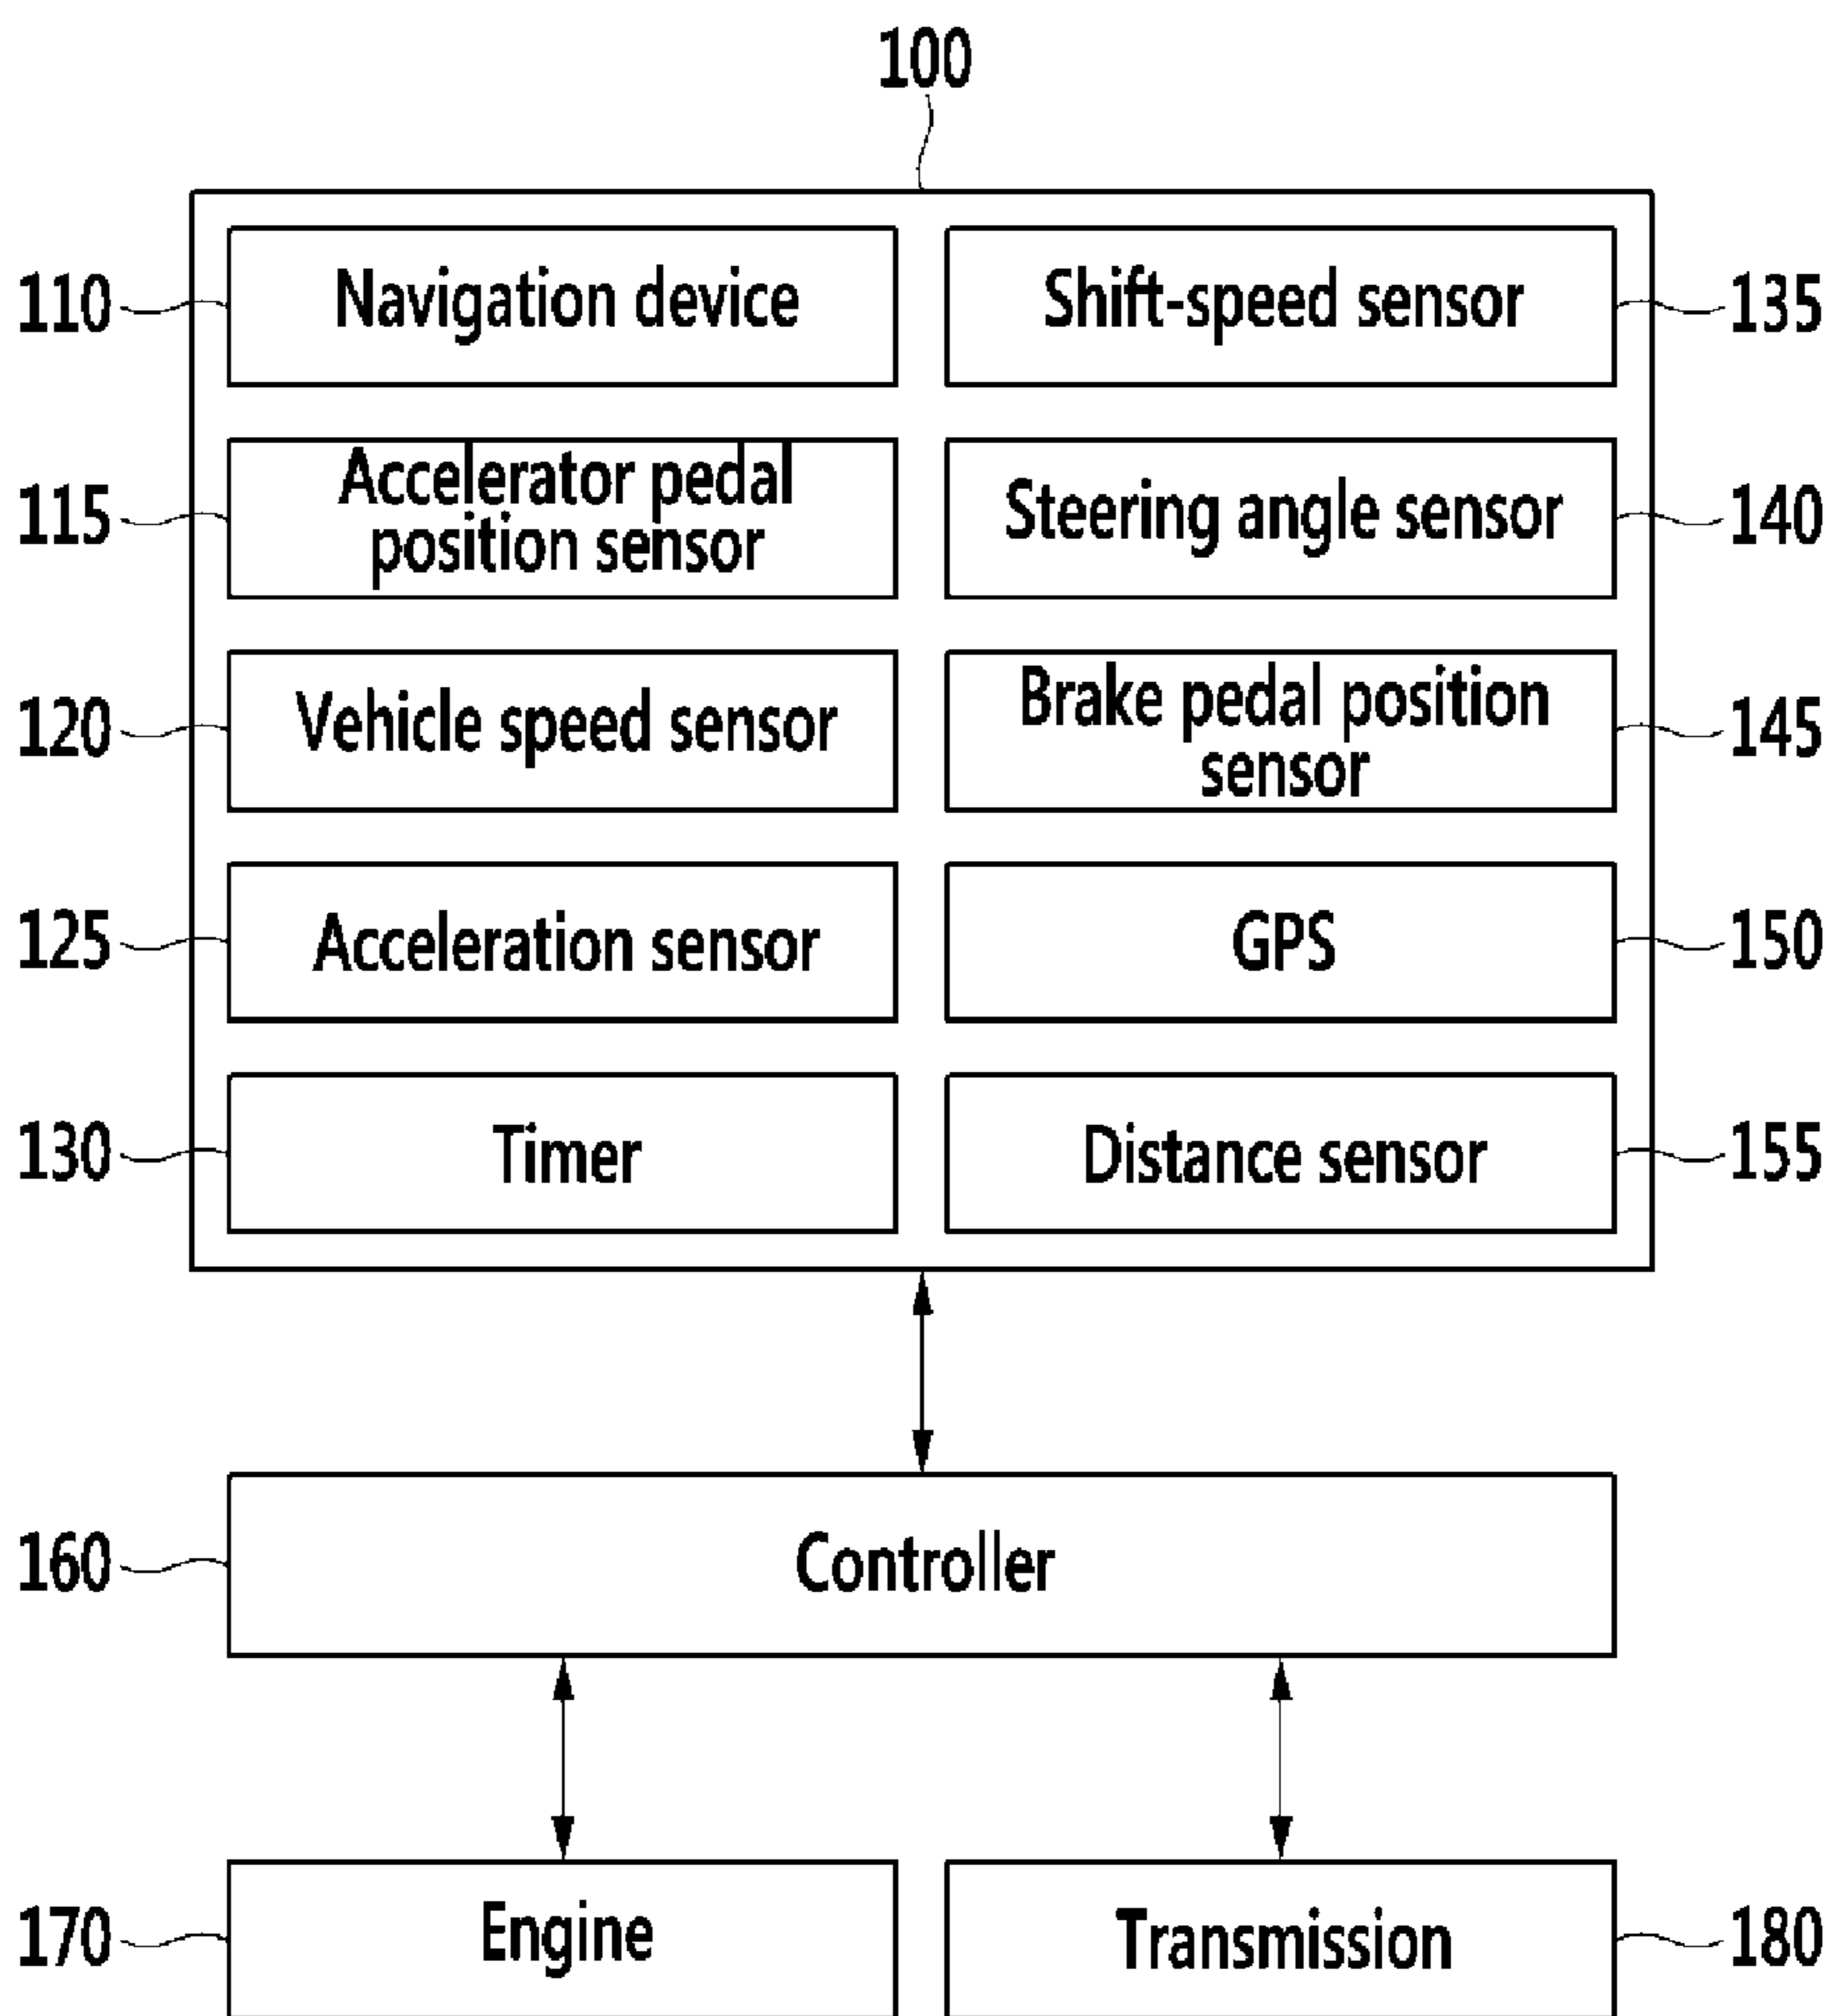 100
110
Navigation device
Shift-speed sensor
135
115
Accelerator pedal
position sensor
Steering angle sensor
140
120
Vehicle speed sensor
Brake pedal position
sensor
145
125
Acceleration sensor
GPS
150
130
Timer
Distance sensor
155
160
Controller
170
Engine
Transmission
180